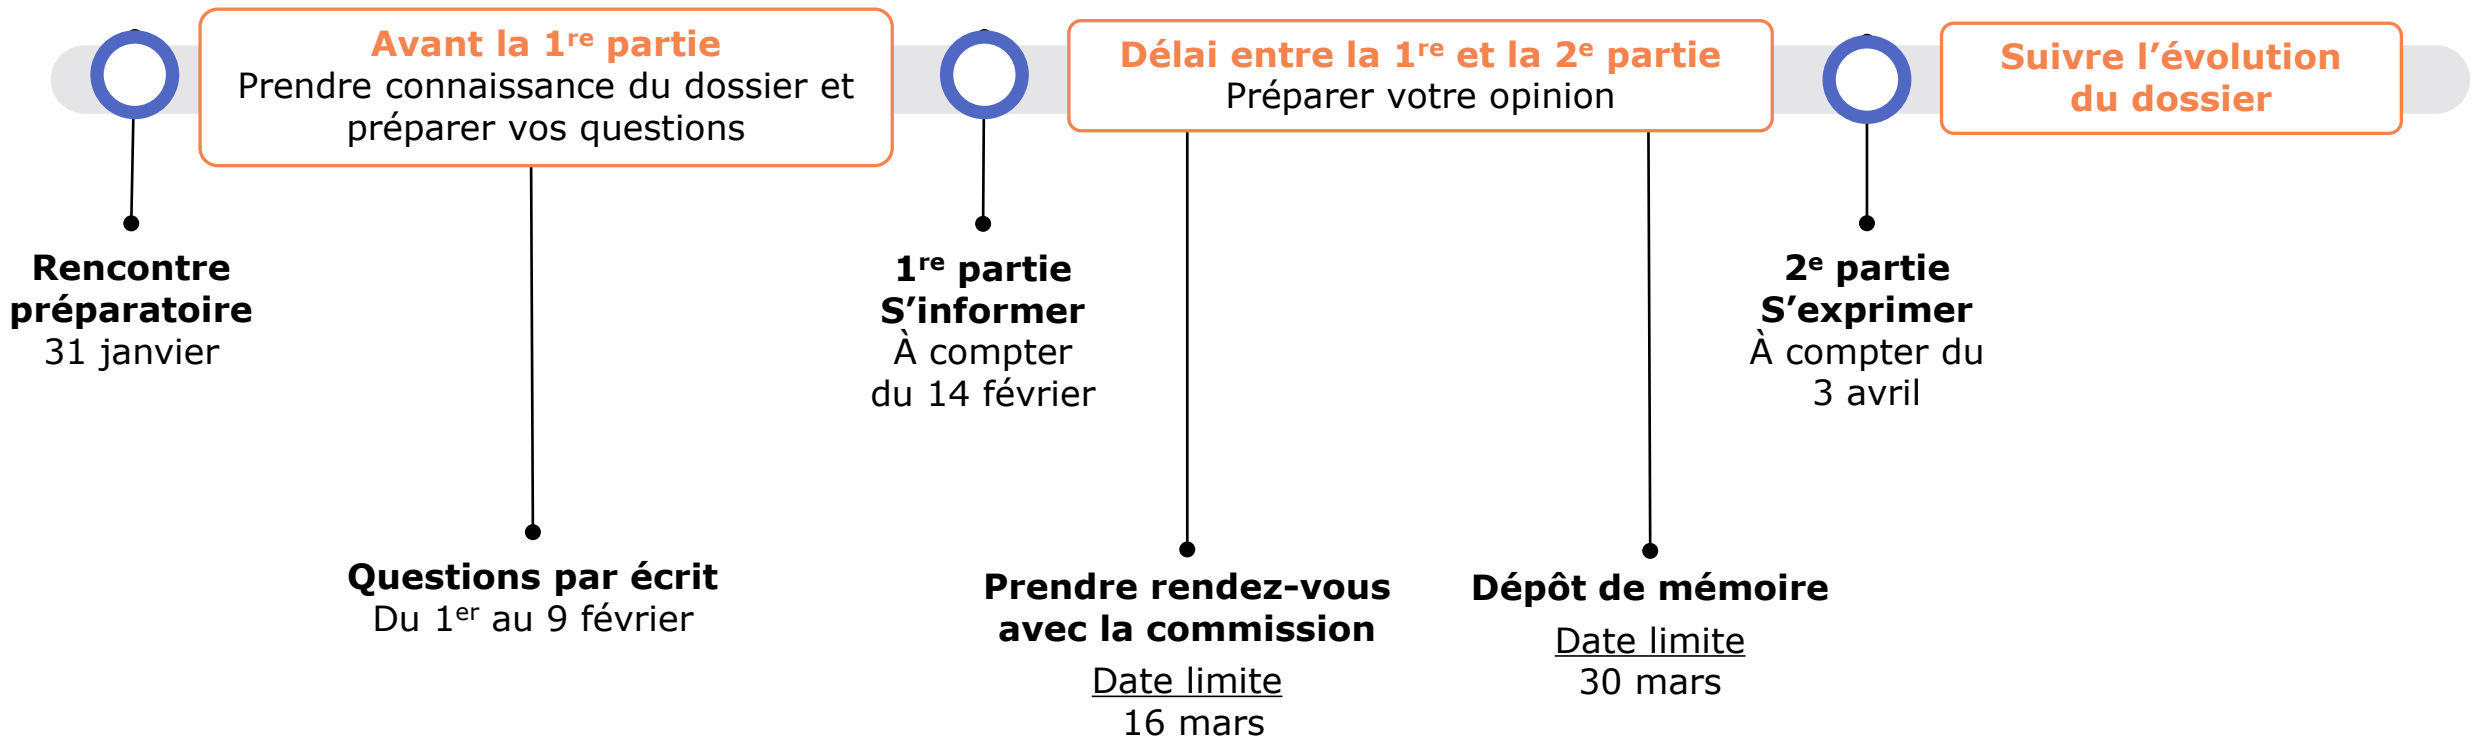 Avant la 1re partie
Prendre connaissance du dossier et
préparer vos questions
Délai entre la 1re et la 2e partie
Préparer votre opinion
Suivre l’évolution
du dossier
Rencontre
préparatoire
31 janvier
1re partie
S’informer
À compter
du 14 février
2e partie
S’exprimer
À compter du
3 avril
Questions par écrit
Du 1er au 9 février
Prendre rendez-vous
avec la commission
Date limite
16 mars
Dépôt de mémoire
Date limite
30 mars